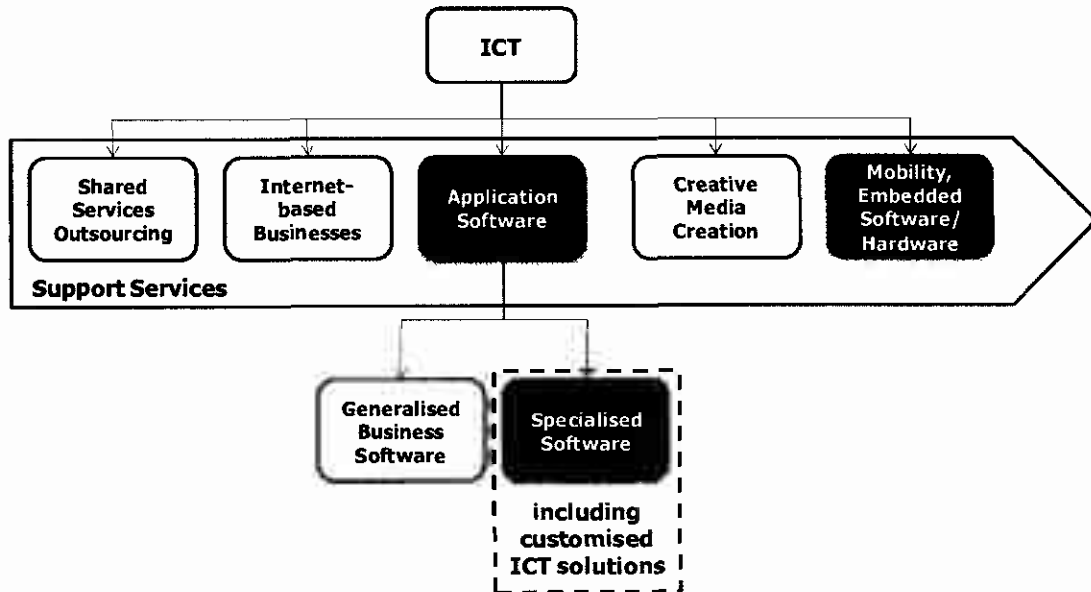 ICT
Shared
Services
Outsourcing
Internet-
based
Businesses
Application
Software
Creative
Media
Creation
Mobility,
Embedded
Software/
Hardware
Support Services
Generalised
Business
Software
Specialised
Software
including
customised
ICT solutions